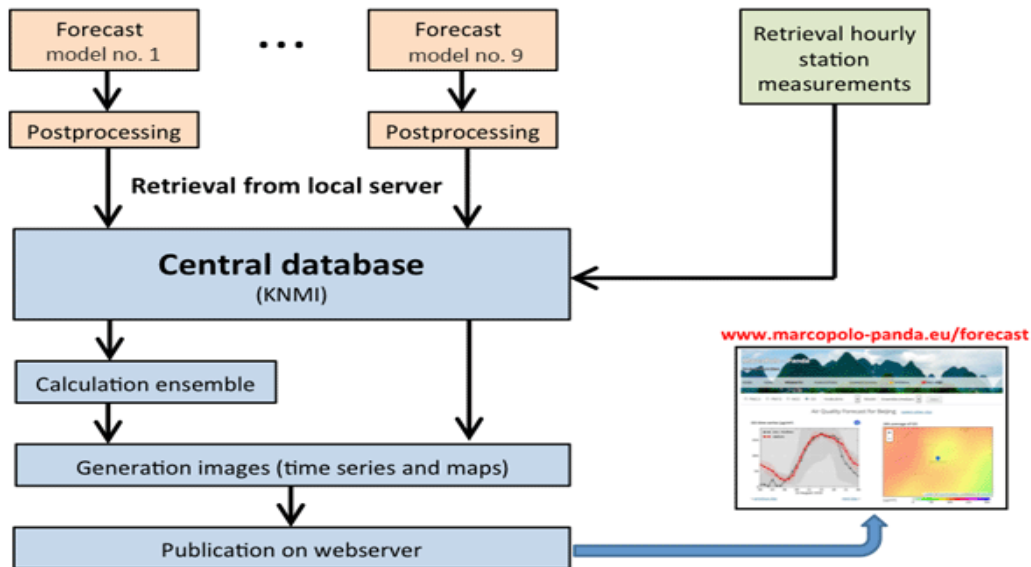 Forecast
model no. 1
...
Forecast
model no. 9
Retrieval hourly
station
measurements
Postprocessing
Postprocessing
Retrieval from local server
Central database
(KNMI)
www.marcopolo-panda.eu/forecast
Calculation ensemble
Air Quality Forecast for Beijing
Generation images (time series and maps)
Publication on webserver